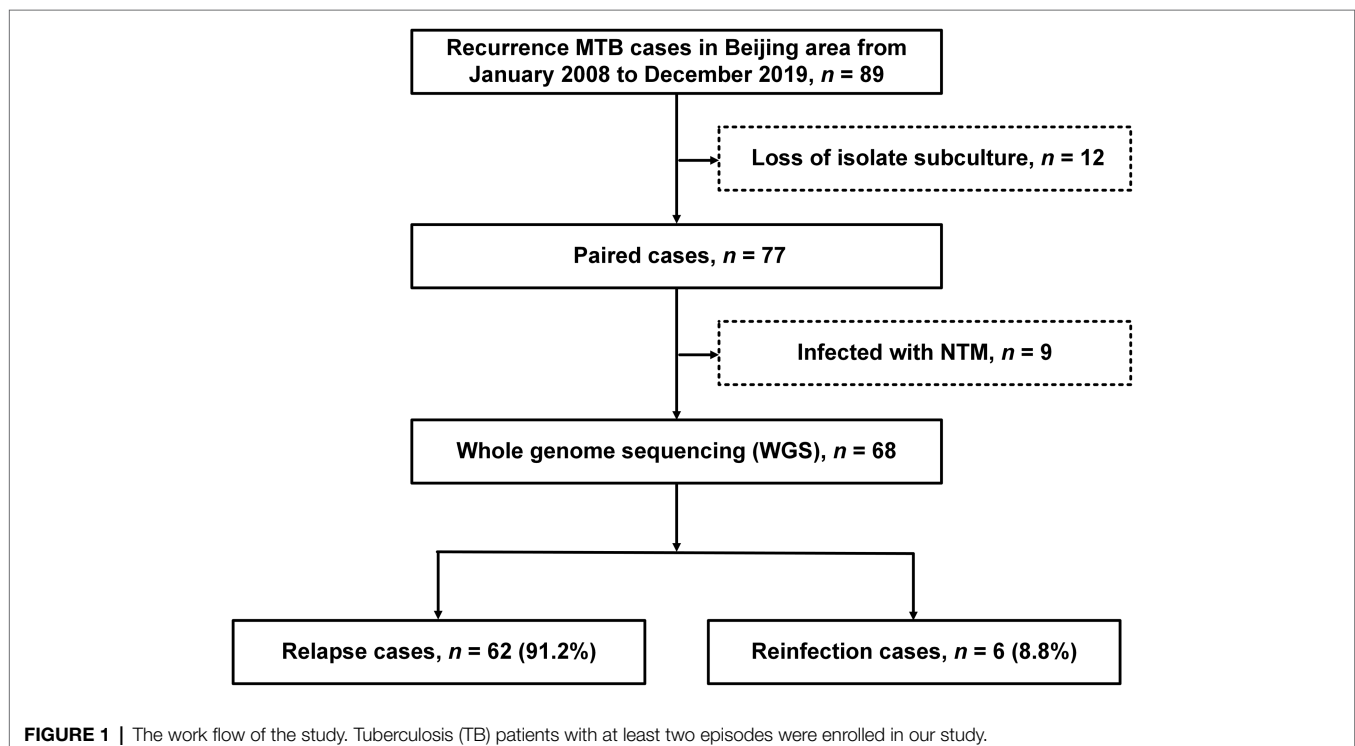 Recurrence MTB cases in Beijing area from
January 2008 to December 2019, n = 89
Loss of isolate subculture, n = 12
Paired cases, n = 77
Infected with NTM, n = 9
Whole genome sequencing (WGS), n = 68
Relapse cases, n = 62 (91.2%)
Reinfection cases, n = 6 (8.8%)
FIGURE 1 | The work flow of the study. Tuberculosis (TB) patients with at least two episodes were enrolled in our study.